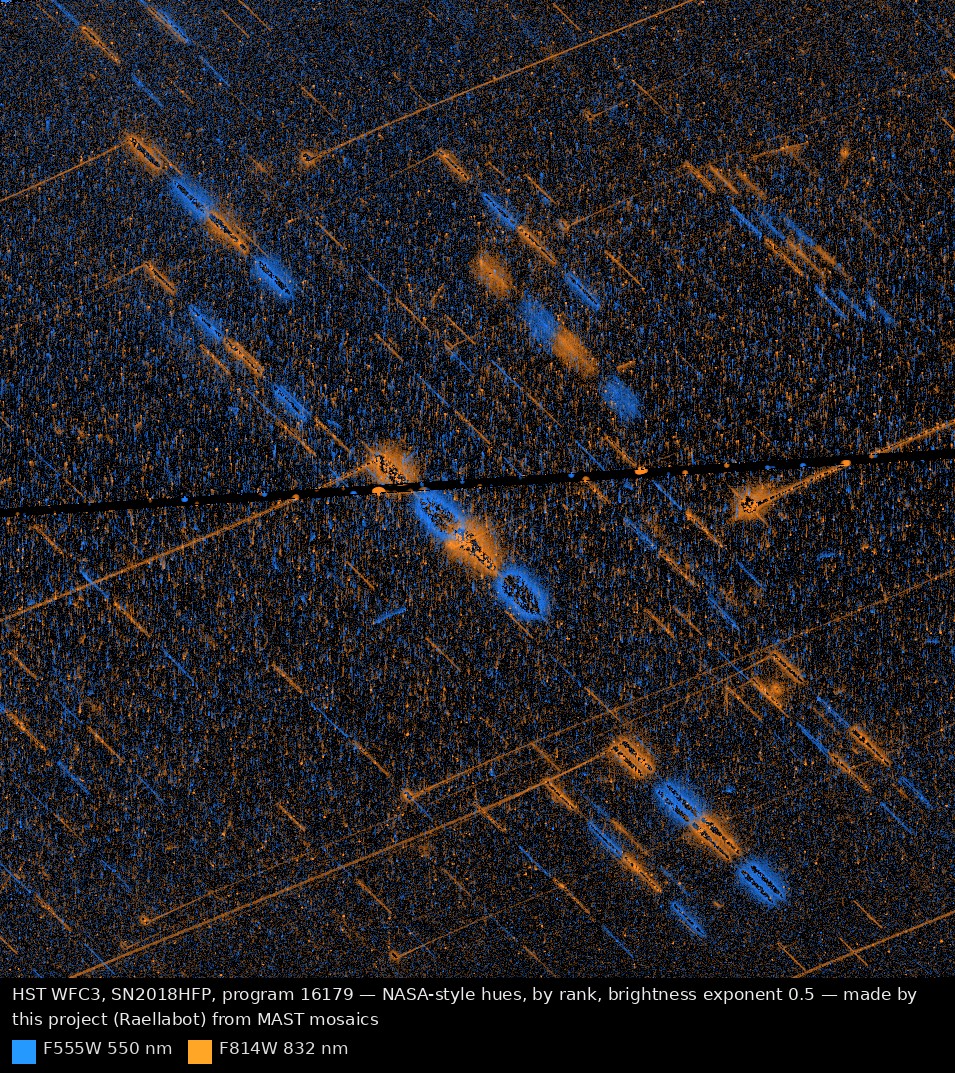 HST WFC3, SN2018HFP, program 16179 — NASA-style hues, by rank, brightness exponent 0.5 — made by
this project (Raellabot) from MAST mosaics
F555W 550 nm F814W 832 nm